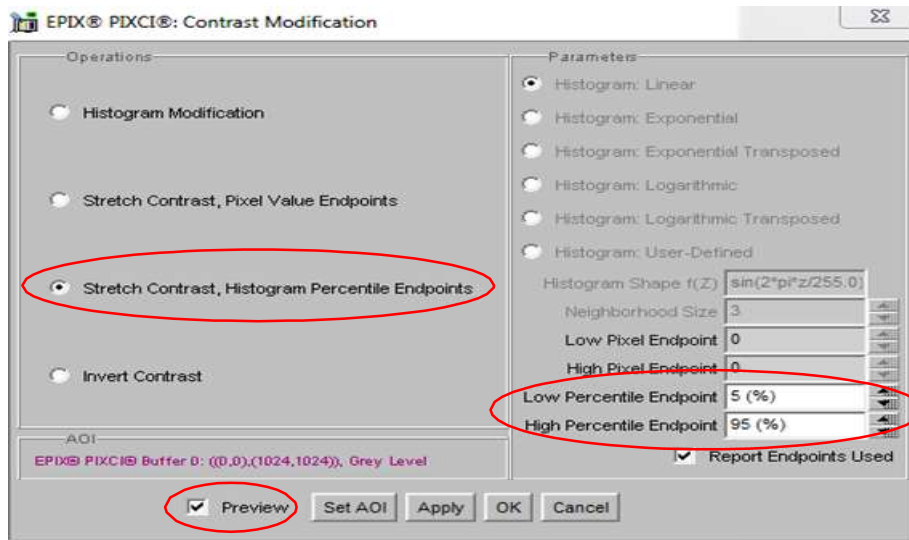 EPIX® PIXCI®: Contrast Modification
Operations
Histogram Modification
Stretch Contrast, Pixel Value Endpoints
Stretch Contrast, Histogram Percentile Endpoints
Invert Contrast
AOI
EPIX® PIXCI® Buffer 0: ((0,0),(1024,1024)), Grey Level
Parameters
Histogram: Linear
Histogram: Exponential
Histogram: Exponential Transposed
Histogram: Logarithmic
Histogram: Logarithmic Transposed
Histogram: User-Defined
Histogram Shape f(Z) sin(2*pi*z/255.0)
Neighborhood Size 3
Low Pixel Endpoint 0
High Pixel Endpoint 0
Low Percentile Endpoint 5 (%)
High Percentile Endpoint 95 (%)
Report Endpoints Used
Preview Set AOI Apply OK Cancel